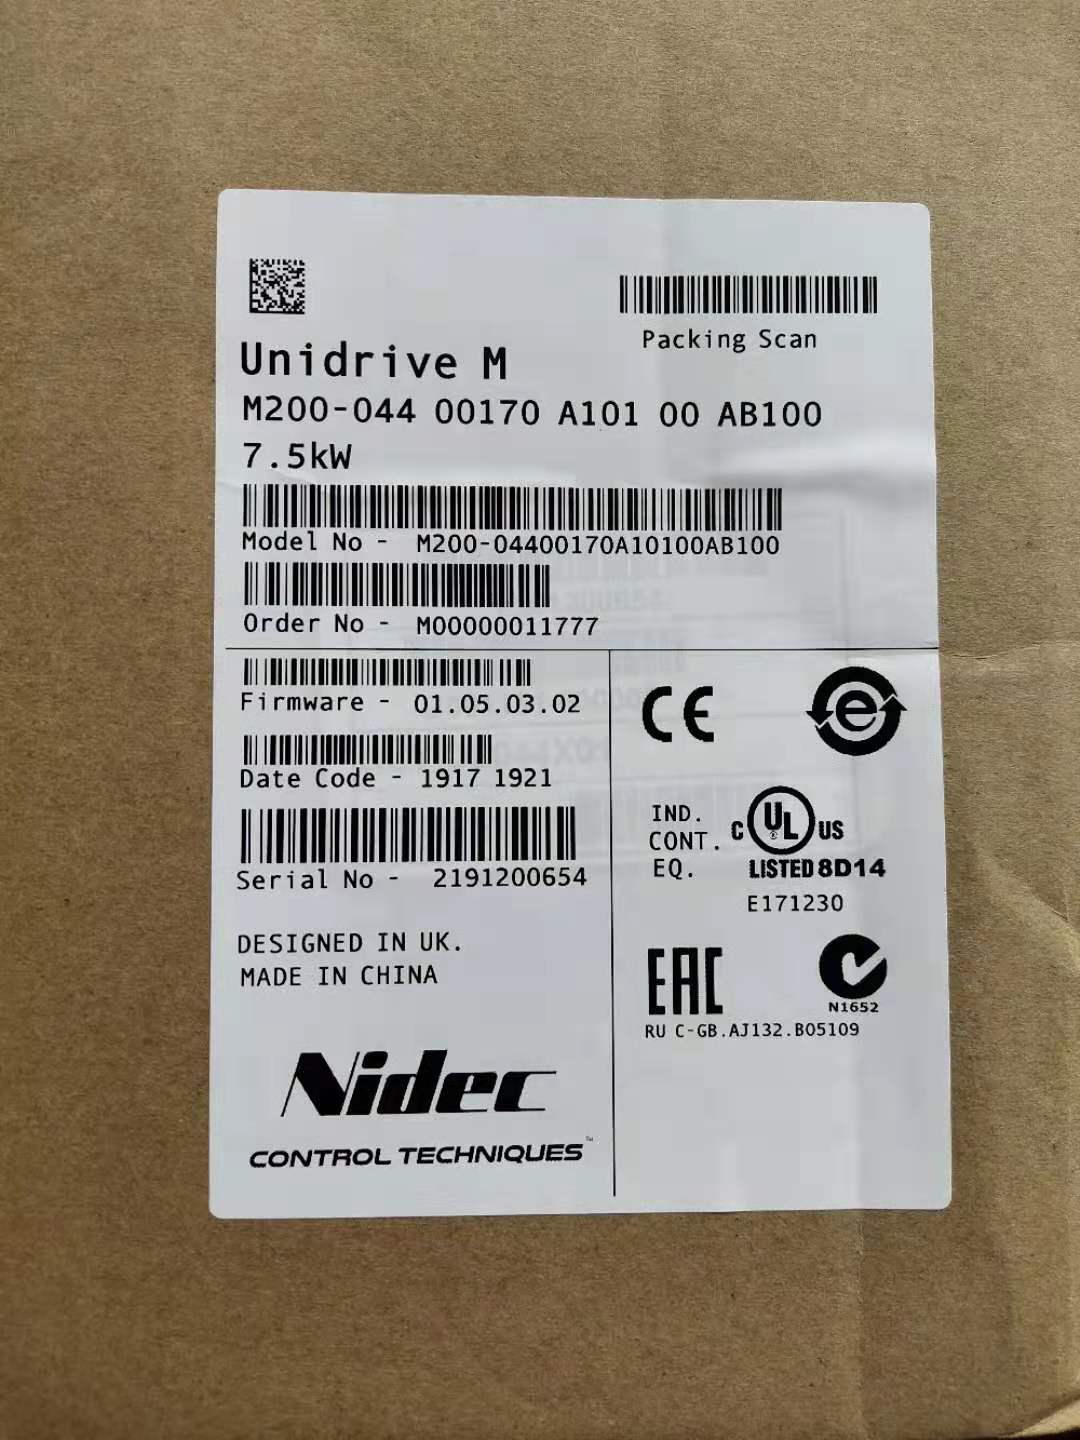 Packing Scan
Unidrive M
M200-044 00170 A101 00 AB100
7.5kW
Model No - M200-04400170A10100AB100
Order No - M00000011777
Firmware - 01.05.03.02
Date Code - 1917 1921
Serial No - 2191200654
DESIGNED IN UK.
MADE IN CHINA
Nidec
CONTROL TECHNIQUES™
CE
e
IND.
CONT.
EQ.
C UL US
LISTED 8D14
E171230
EAC
N1652
RU C-GB.AJ132.B05109